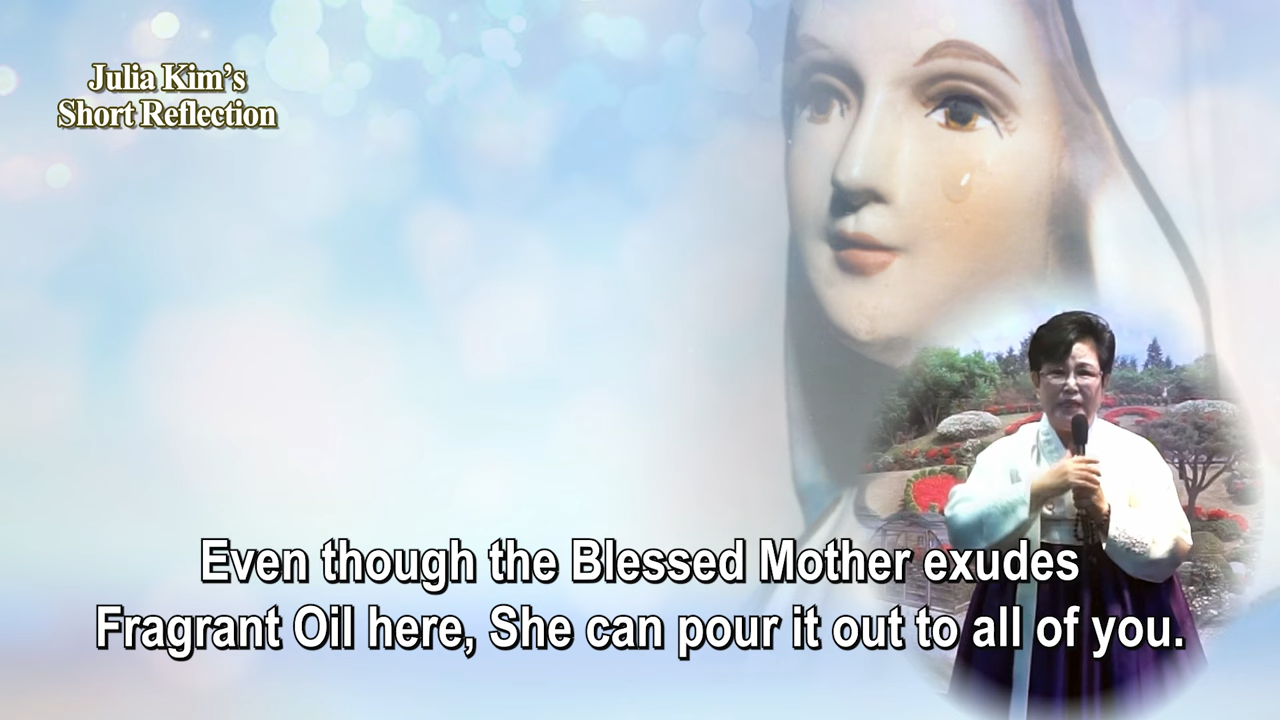 Julia Kim's
Short Reflection
Even though the Blessed Mother exudes
Fragrant Oil here, She can pour it out to all of you.